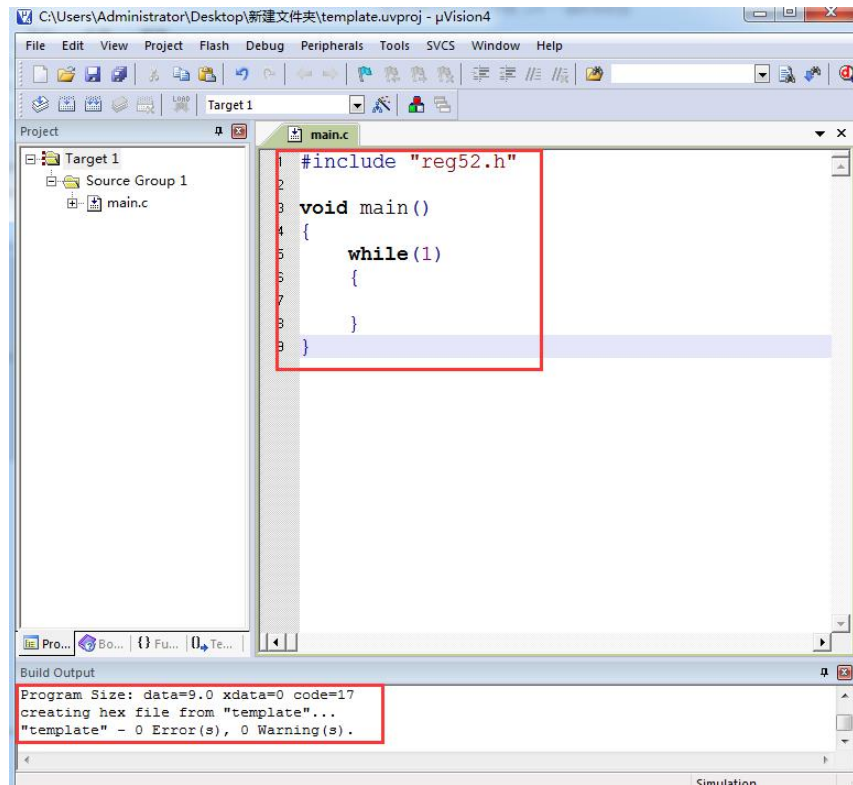 C:\Users\Administrator\Desktop\新建文件夹\template.uvproj - µVision4
File Edit View Project Flash Debug Peripherals Tools SVCS Window Help
LOAD Target 1
Project
main.c
Target 1
Source Group 1
main.c
1 #include "reg52.h"
2
3 void main()
4 {
5 while(1)
6 {
7
8 }
9 }
Pro... Bo... {} Fu... Te...
Build Output
Program Size: data=9.0 xdata=0 code=17
creating hex file from "template"...
"template" - 0 Error(s), 0 Warning(s).
Simulation